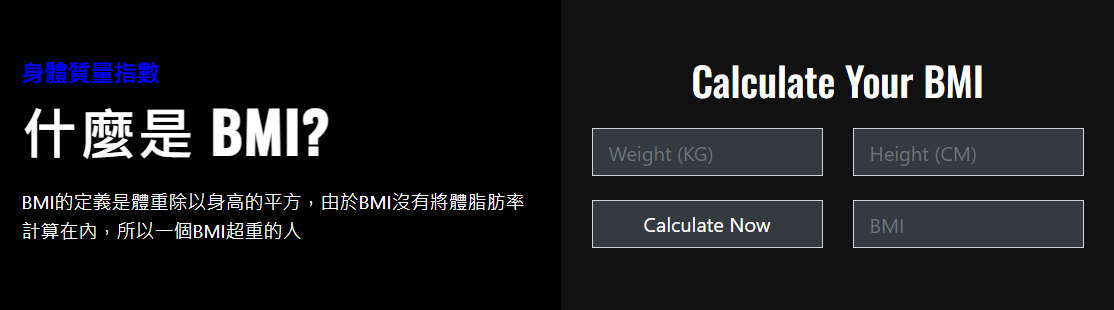 身體質量指數
什麼是 BMI?
BMI的定義是體重除以身高的平方，由於BMI沒有將體脂肪率
計算在內，所以一個BMI超重的人
Calculate Your BMI
Weight (KG)
Height (CM)
Calculate Now
BMI